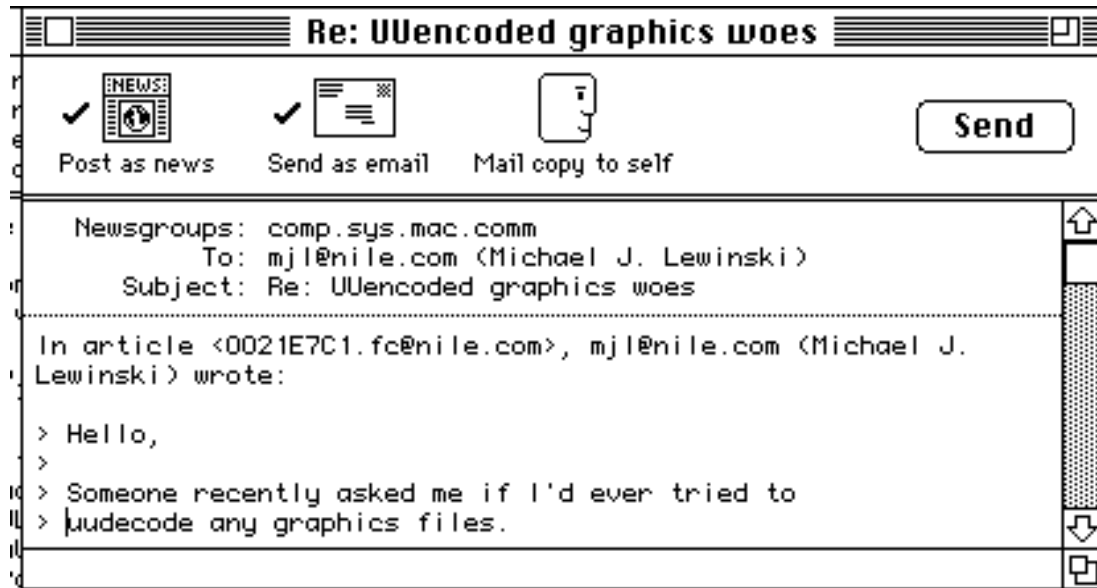 Re: UUencoded graphics woes
NEWS
Post as news
Send as email
Mail copy to self
Send
Newsgroups: comp.sys.mac.comm
To: mjl@nile.com (Michael J. Lewinski)
Subject: Re: UUencoded graphics woes
In article <0021E7C1.fc@nile.com>, mjl@nile.com (Michael J.
Lewinski) wrote:
> Hello,
>
> Someone recently asked me if I'd ever tried to
> uudecode any graphics files.